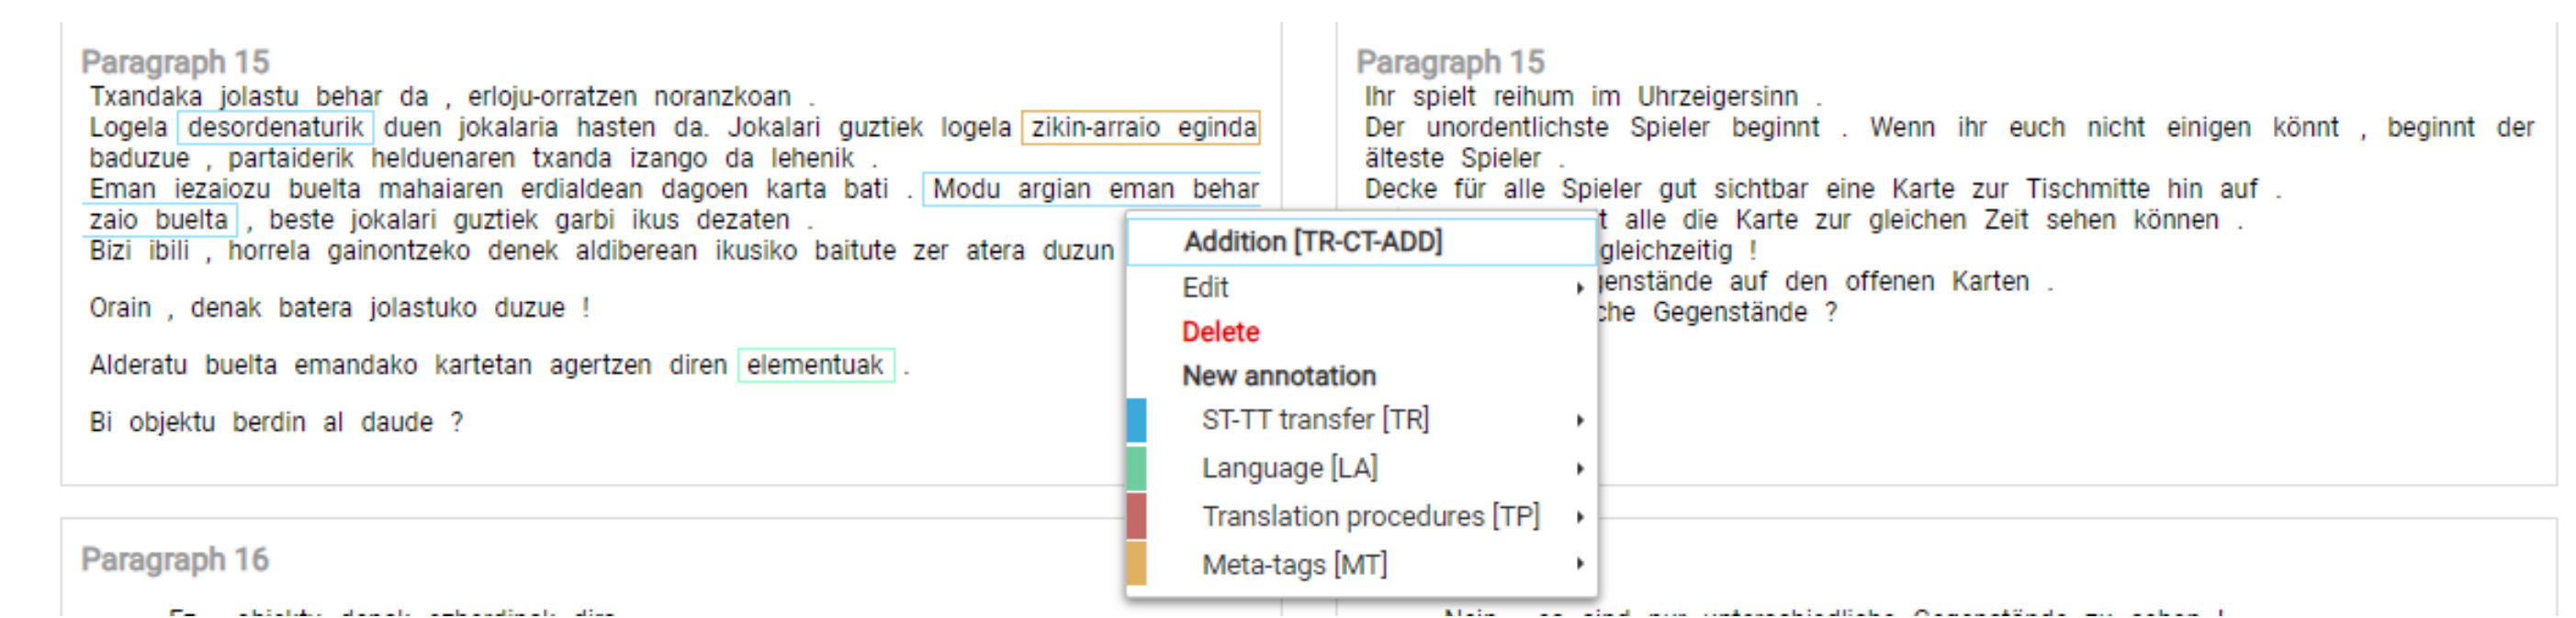 Paragraph 15
Txandaka jolastu behar da , erloju-orratzen noranzkoan .
Logela desordenaturik duen jokalaria hasten da. Jokalari guztiek logela zikin-arraio eginda
baduzue , partaiderik helduenaren txanda izango da lehenik .
Eman iezaiozu buelta mahaiaren erdialdean dagoen karta bati . Modu argian eman behar
zaio buelta , beste jokalari guztiek garbi ikus dezaten .
Bizi ibili , horrela gainontzeko denek aldiberean ikusiko baitute zer atera duzun
Orain , denak batera jolastuko duzue !
Alderatu buelta emandako kartetan agertzen diren elementuak .
Bi objektu berdin al daude ?
Paragraph 15
Ihr spielt reihum im Uhrzeigersinn .
Der unordentlichste Spieler beginnt . Wenn ihr euch nicht einigen könnt , beginnt der
älteste Spieler .
Decke für alle Spieler gut sichtbar eine Karte zur Tischmitte hin auf .
alle die Karte zur gleichen Zeit sehen können .
gleichzeitig !
auf den offenen Karten .
Gegenstände ?
Addition [TR-CT-ADD]
Edit
Delete
New annotation
ST-TT transfer [TR]
Language [LA]
Translation procedures [TP]
Meta-tags [MT]
Paragraph 16